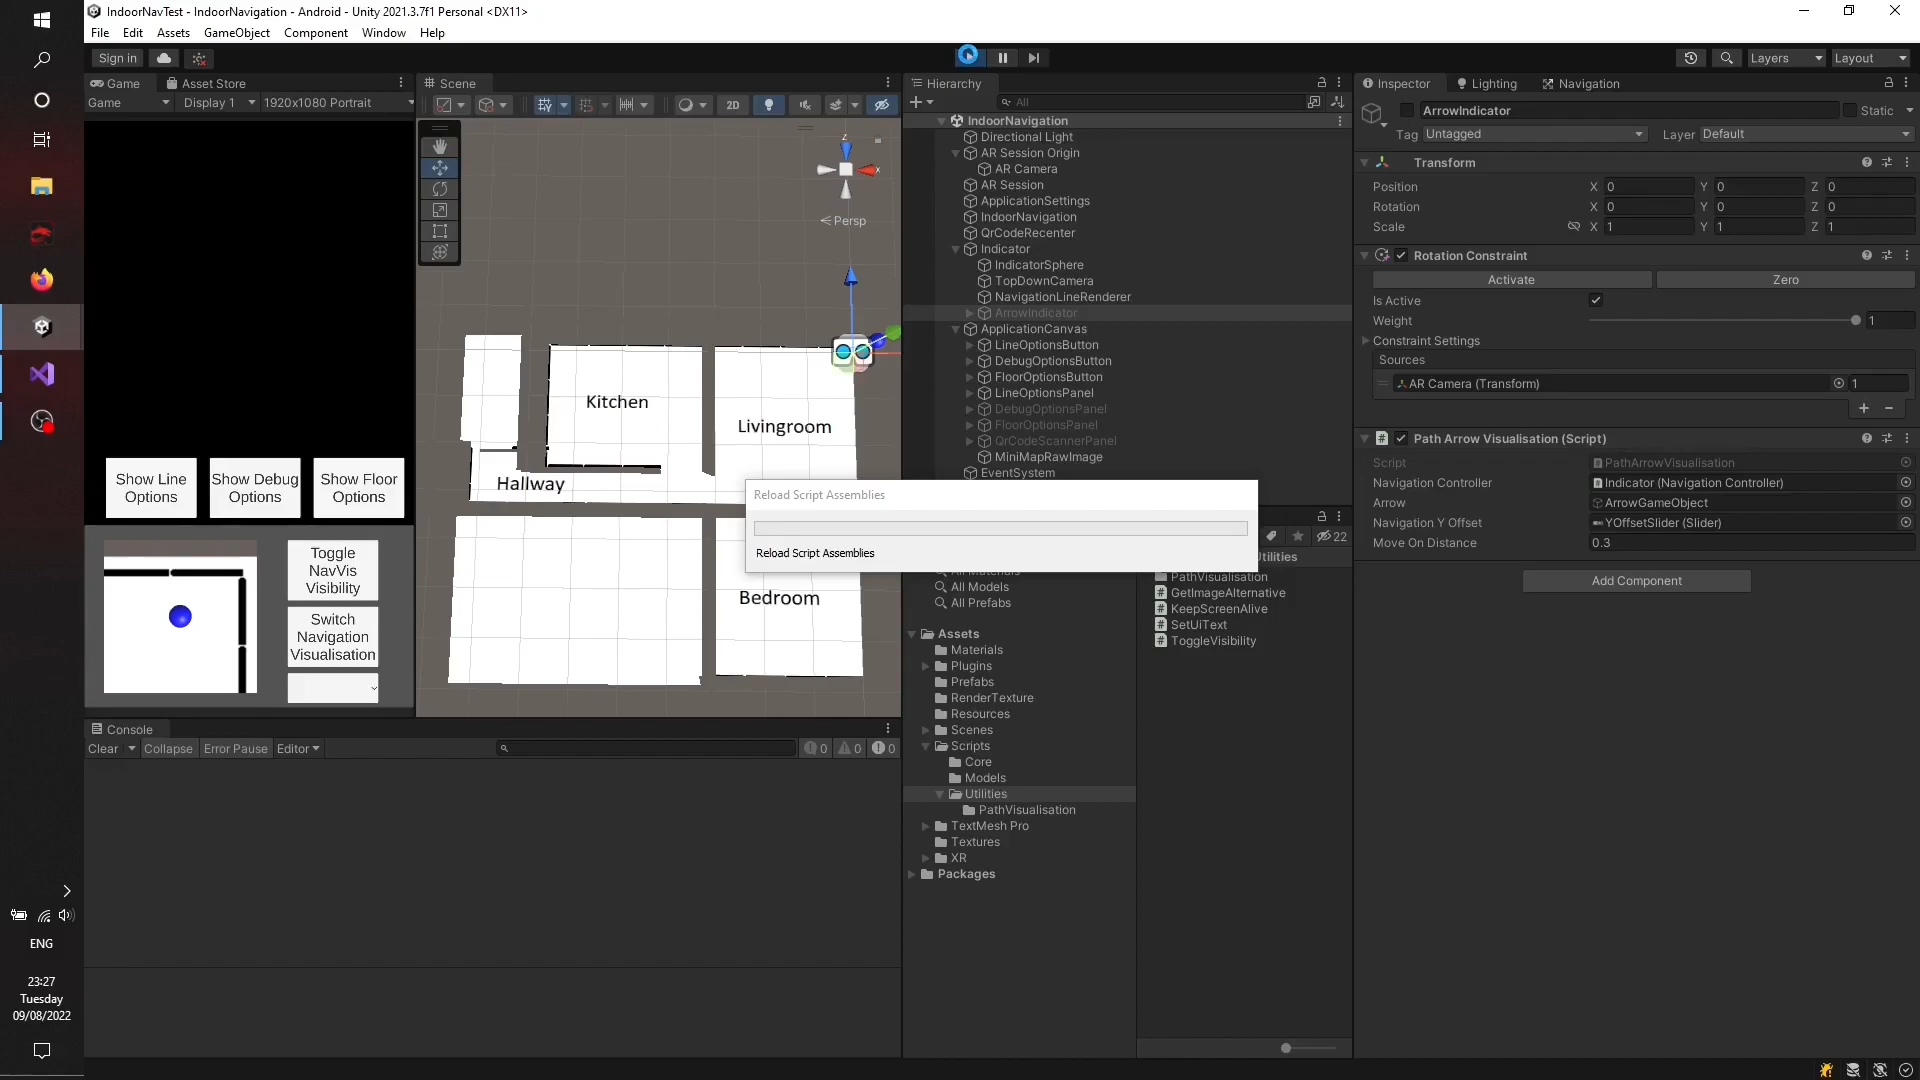 IndoorNavTest - IndoorNavigation - Android - Unity 2021.3.7f1 Personal <DX11>
File Edit Assets GameObject Component Window Help
Sign in
Layers
Layout
Game
Asset Store
Game
Display 1
1920x1080 Portrait
Show Line Options
Show Debug Options
Show Floor Options
Toggle NavVis Visibility
Switch Navigation Visualisation
Scene
2D
z
x
< Persp
Kitchen
Livingroom
Hallway
Bedroom
Reload Script Assemblies
Reload Script Assemblies
Hierarchy
All
IndoorNavigation
Directional Light
AR Session Origin
AR Camera
AR Session
ApplicationSettings
IndoorNavigation
QrCodeRecenter
Indicator
IndicatorSphere
TopDownCamera
NavigationLineRenderer
ArrowIndicator
ApplicationCanvas
LineOptionsButton
DebugOptionsButton
FloorOptionsButton
LineOptionsPanel
DebugOptionsPanel
FloorOptionsPanel
QrCodeScannerPanel
MiniMapRawImage
EventSystem
22
All Materials
All Models
All Prefabs
Assets
Materials
Plugins
Prefabs
RenderTexture
Resources
Scenes
Scripts
Core
Models
Utilities
PathVisualisation
TextMesh Pro
Textures
XR
Packages
Utilities
PathVisualisation
GetImageAlternative
KeepScreenAlive
SetUiText
ToggleVisibility
Inspector
Lighting
Navigation
ArrowIndicator
Static
Tag Untagged
Layer Default
Transform
Position X 0 Y 0 Z 0
Rotation X 0 Y 0 Z 0
Scale X 1 Y 1 Z 1
Rotation Constraint
Activate
Zero
Is Active
Weight 1
Constraint Settings
Sources
AR Camera (Transform) 1
Path Arrow Visualisation (Script)
Script PathArrowVisualisation
Navigation Controller Indicator (Navigation Controller)
Arrow ArrowGameObject
Navigation Y Offset YOffsetSlider (Slider)
Move On Distance 0.3
Add Component
Console
Clear
Collapse
Error Pause
Editor
0
0
0
ENG
23:27
Tuesday
09/08/2022